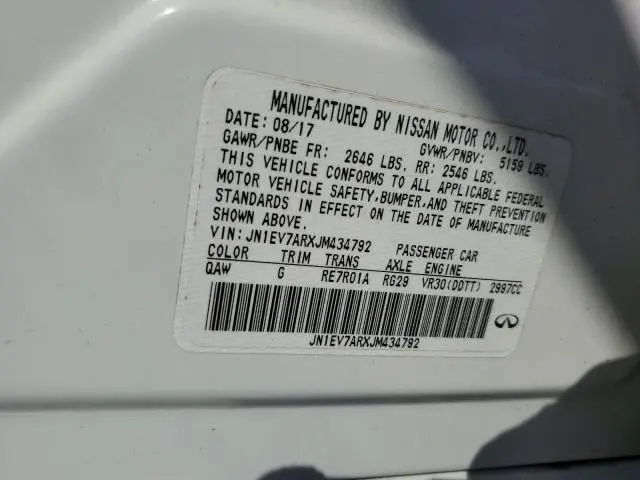 MANUFACTURED BY NISSAN MOTOR CO.,LTD.
DATE: 08/17 GVWR/PNBV: 5159 LBS.
GAWR/PNBE FR: 2646 LBS. RR: 2546 LBS.
THIS VEHICLE CONFORMS TO ALL APPLICABLE FEDERAL
MOTOR VEHICLE SAFETY,BUMPER,AND THEFT PREVENTION
STANDARDS IN EFFECT ON THE DATE OF MANUFACTURE
SHOWN ABOVE.
VIN: JN1EV7ARXJM434792 PASSENGER CAR
COLOR TRIM TRANS AXLE ENGINE
QAW G RE7R01A RG29 VR30(DDTT) 2997CC
JN1EV7ARXJM434792